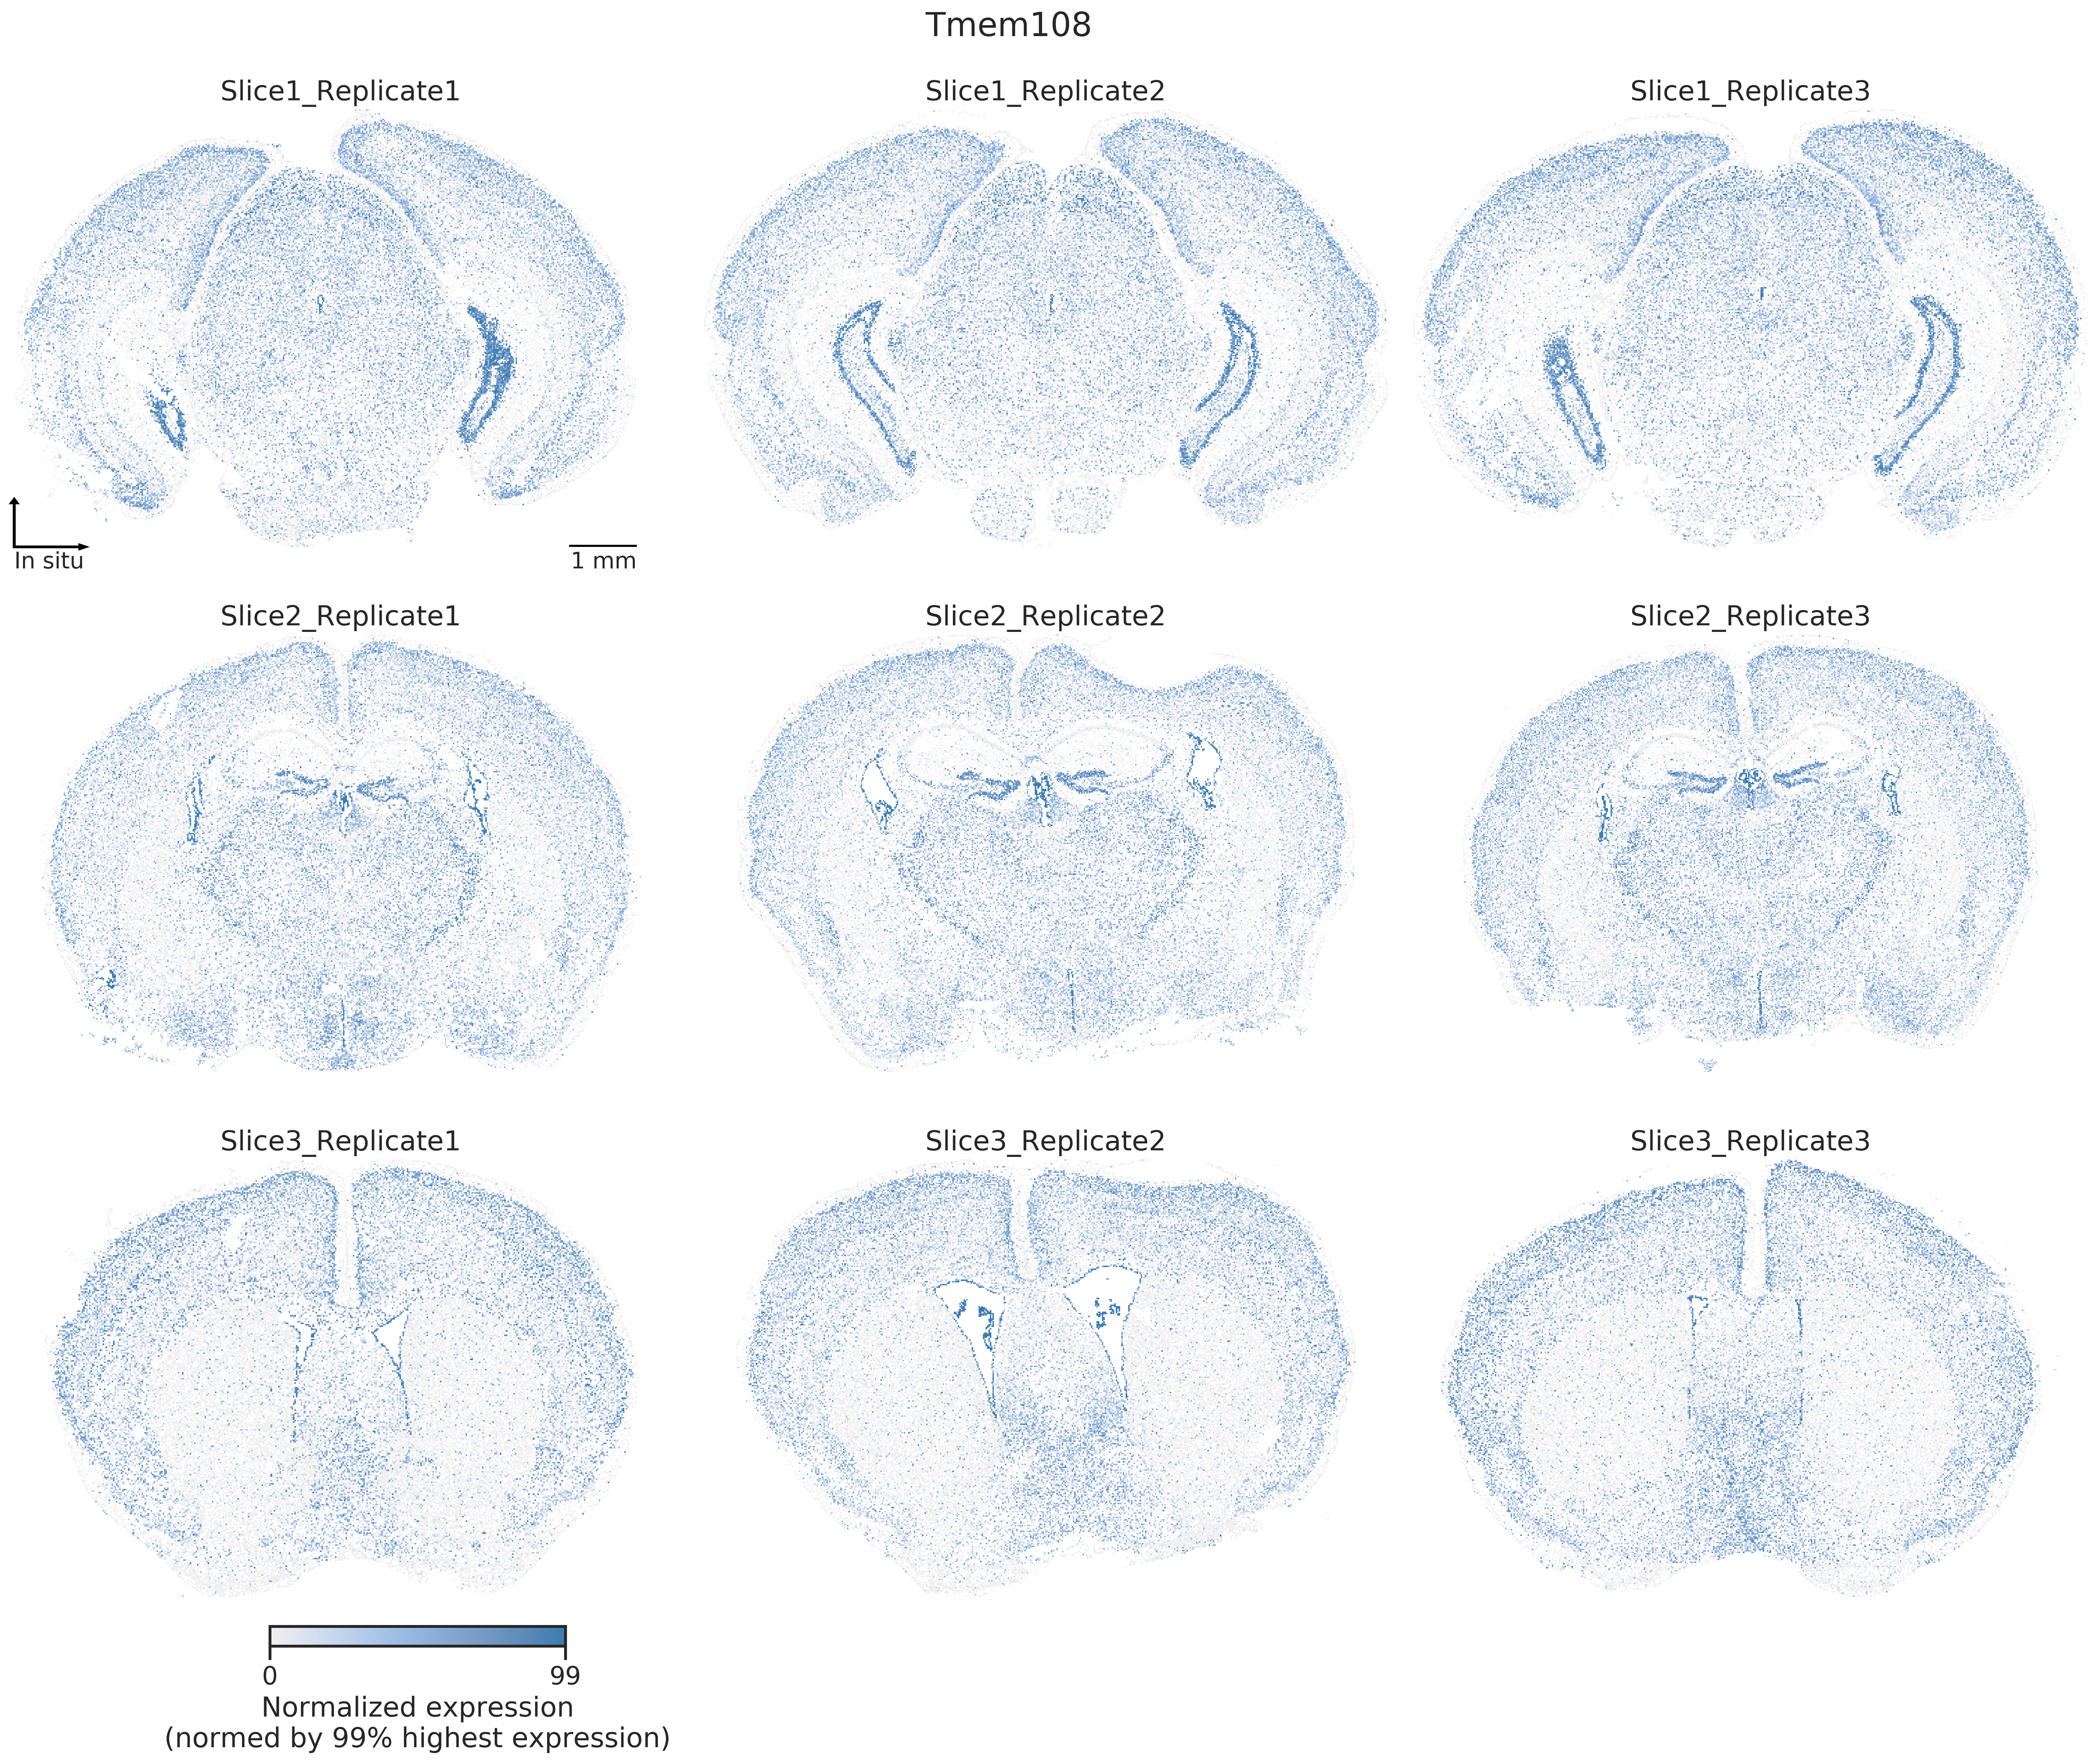 Tmem108
Slice1_Replicate1
Slice1_Replicate2
Slice1_Replicate3
In situ
1 mm
Slice2_Replicate1
Slice2_Replicate2
Slice2_Replicate3
Slice3_Replicate1
Slice3_Replicate2
Slice3_Replicate3
0
99
Normalized expression
(normed by 99% highest expression)